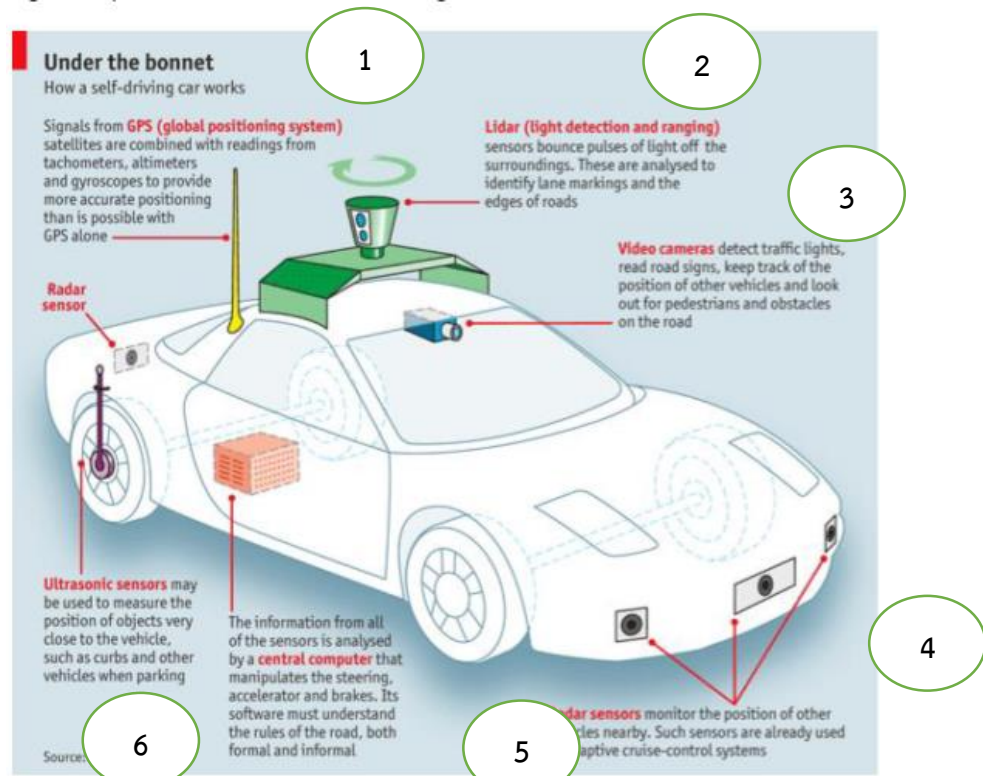 1
2
3
4
5
6
Under the bonnet
How a self-driving car works
Signals from GPS (global positioning system)
satellites are combined with readings from
tachometers, altimeters
and gyroscopes to provide
more accurate positioning
than is possible with
GPS alone
Lidar (light detection and ranging)
sensors bounce pulses of light off the
surroundings. These are analysed to
identify lane markings and the
edges of roads
Video cameras detect traffic lights,
read road signs, keep track of the
position of other vehicles and look
out for pedestrians and obstacles
on the road
Radar
sensor
Ultrasonic sensors may
be used to measure the
position of objects very
close to the vehicle,
such as curbs and other
vehicles when parking
The information from all
of the sensors is analysed
by a central computer that
manipulates the steering,
accelerator and brakes. Its
software must understand
the rules of the road, both
formal and informal
sensors monitor the position of other
nearby. Such sensors are already used
cruise-control systems
Source: